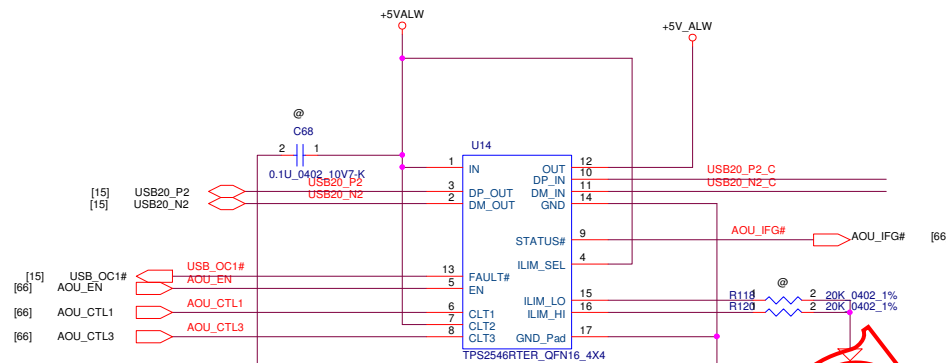 +5VALW
+5V_ALW
@
C68
2 1
0.1U_0402_10V7-K
U14
1 IN OUT 12
DP_IN 10 USB20_P2_C
[15] USB20_P2 USB20_P2 3 DP_OUT DM_IN 11 USB20_N2_C
[15] USB20_N2 USB20_N2 2 DM_OUT GND 14
STATUS# 9 AOU_IFG# AOU_IFG# [66
ILIM_SEL 4
[15] USB_OC1# USB_OC1# 13 FAULT#
[66] AOU_EN AOU_EN 5 EN
@
ILIM_LO 15 R118 1 2 20K_0402_1%
[66] AOU_CTL1 AOU_CTL1 6 CLT1 ILIM_HI 16 R120 1 2 20K_0402_1%
7 CLT2
[66] AOU_CTL3 AOU_CTL3 8 CLT3 GND_Pad 17
TPS2546RTER_QFN16_4X4